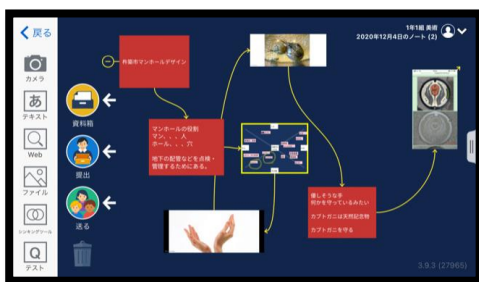 戻る
1年1組 美術
2020年12月4日のノート (2)
カメラ
テキスト
あ
Web
ファイル
シンキングツール
Q
テスト
資料箱
提出
送る
マンホールの役割
マン、、、人
ホール、、、穴
地下の配管などを点検・
管理するためにある。
優しそうな手
何かを守っているみたい
カブトガニは天然記念物
カブトガニを守る
3.9.3 (27965)